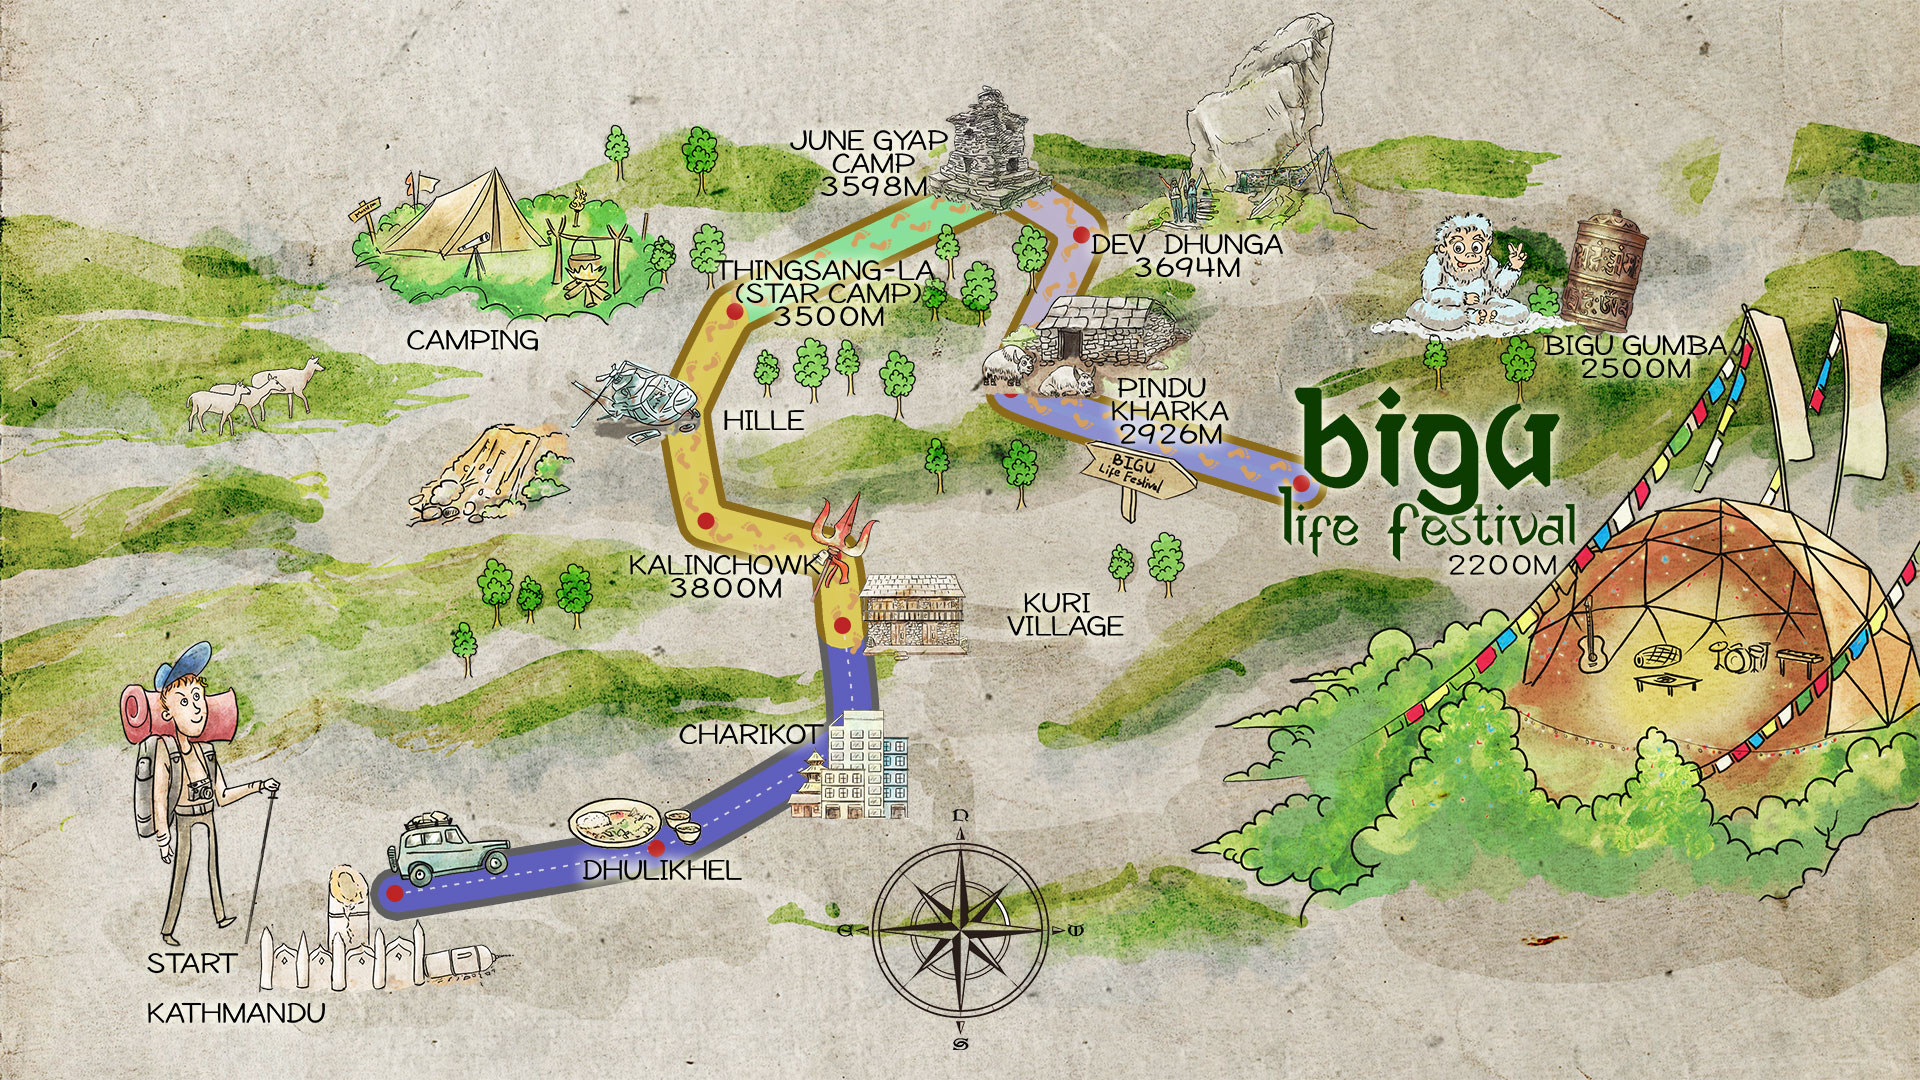 JUNE GYAP
CAMP
3598M
DEV DHUNGA
3694M
THINGSANG-LA
(STAR CAMP)
3500M
CAMPING
BIGU GUMBA
2500M
HILLE
PINDU
KHARKA
2926M
BIGU
Life Festival
bigu
life festival
2200M
KALINCHOWK
3800M
KURI
VILLAGE
CHARIKOT
DHULIKHEL
START
KATHMANDU
N
E
W
S